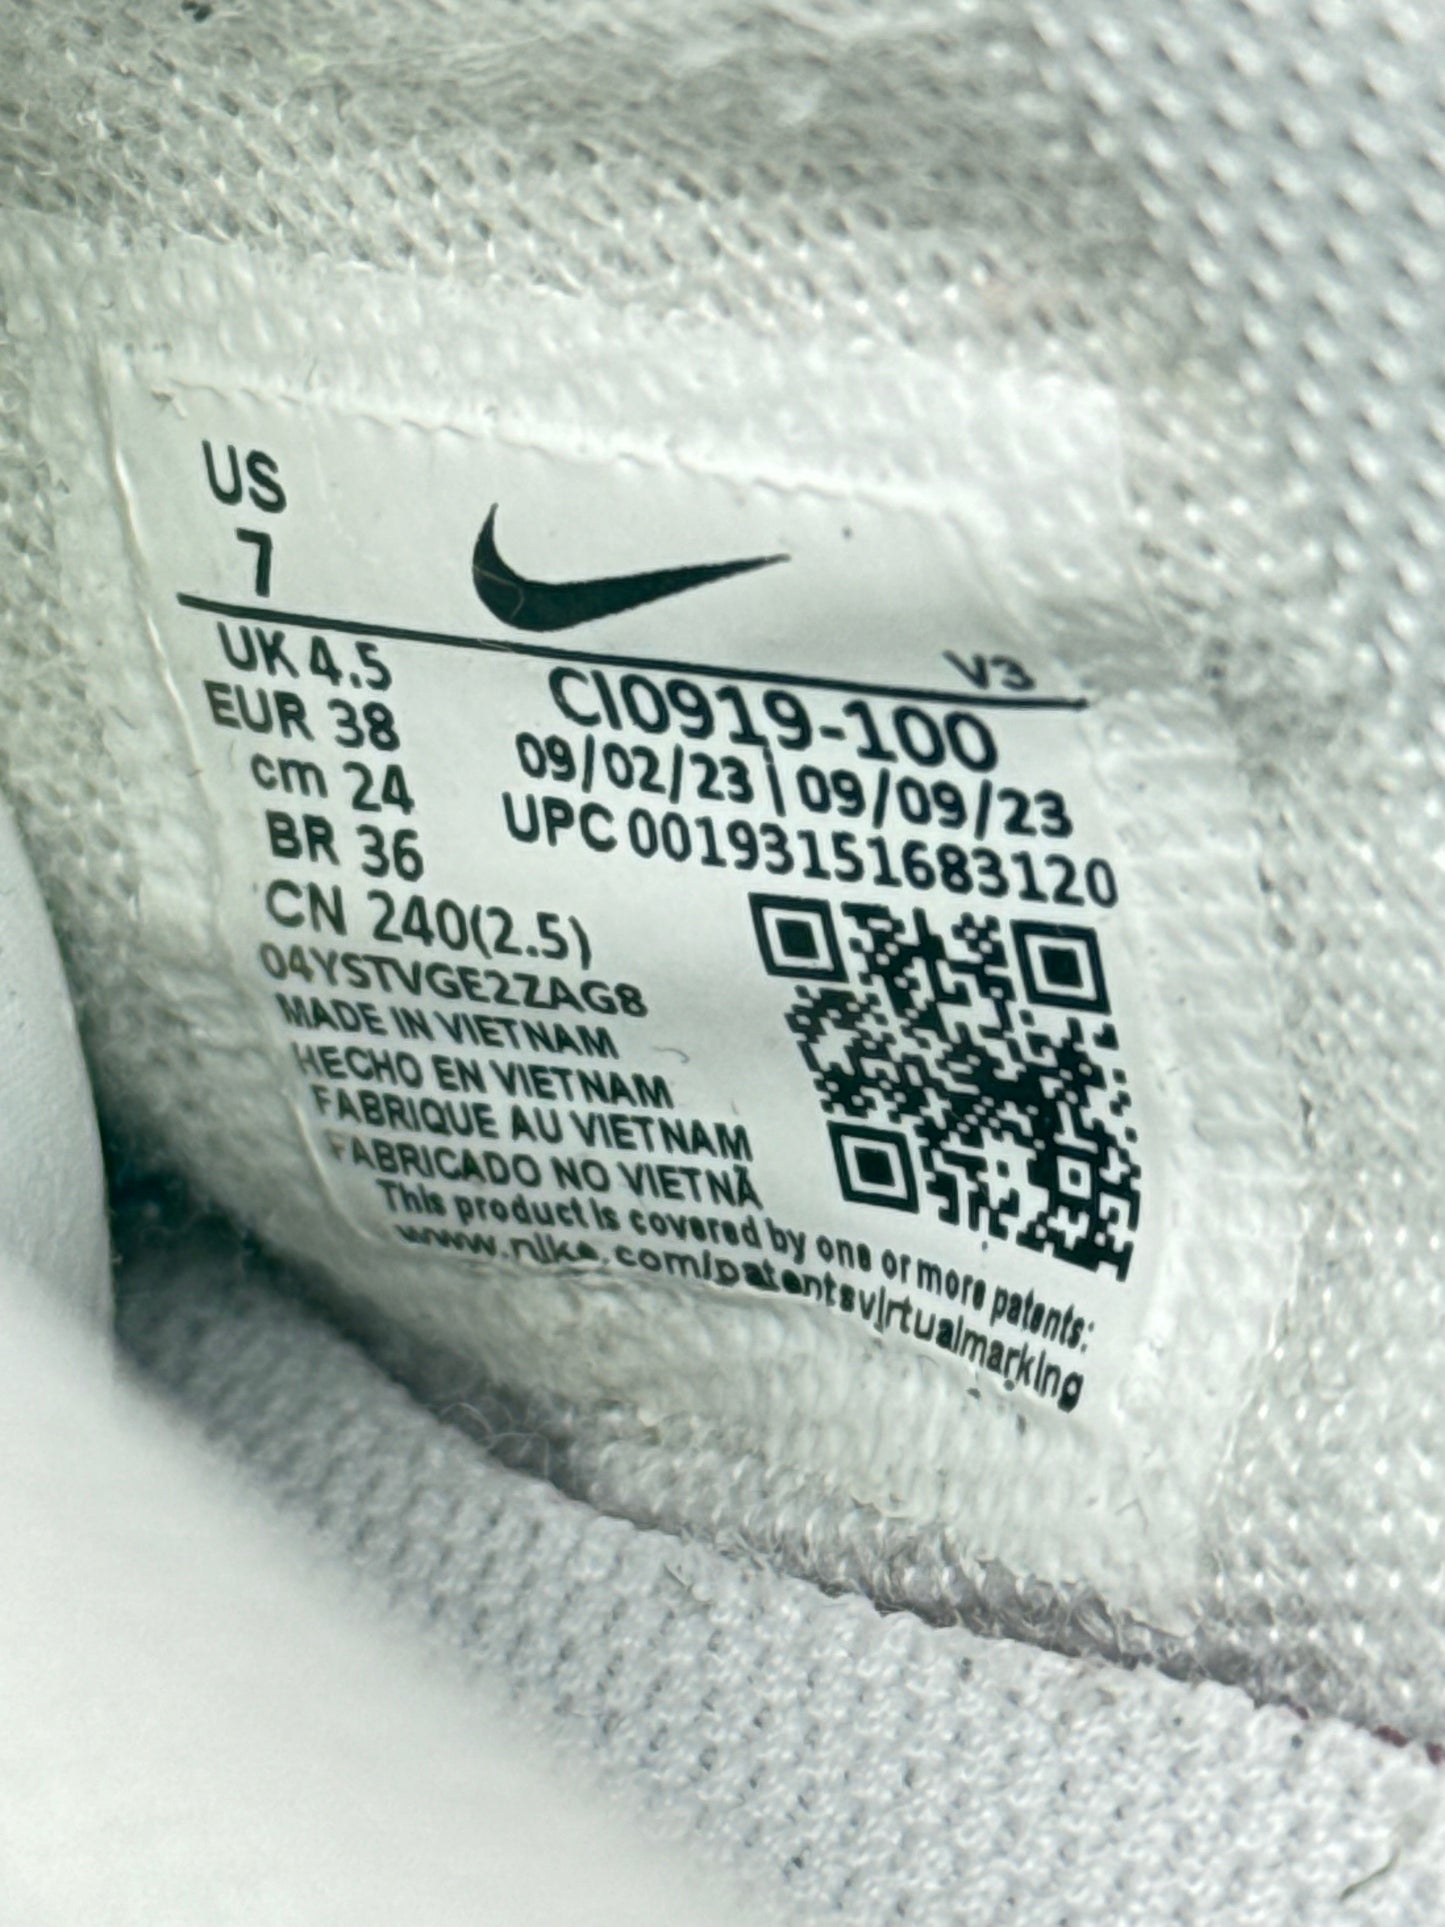 US
7
V3
UK 4.5
EUR 38
cm 24
BR 36
CN 240(2.5)
CI0919-100
09/02/23 | 09/09/23
UPC 00193151683120
04YSTVGE2ZAG8
MADE IN VIETNAM
HECHO EN VIETNAM
FABRIQUE AU VIETNAM
FABRICADO NO VIETNÃ
This product is covered by one or more patents:
www.nike.com/patentsvirtualmarking